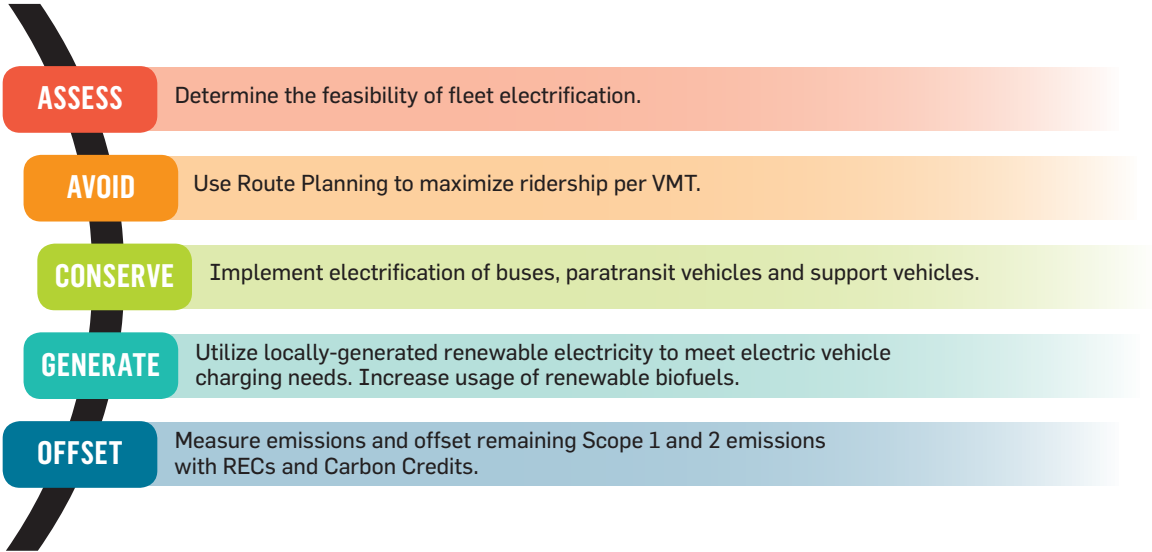 ASSESS
Determine the feasibility of fleet electrification.
AVOID
Use Route Planning to maximize ridership per VMT.
CONSERVE
Implement electrification of buses, paratransit vehicles and support vehicles.
GENERATE
Utilize locally-generated renewable electricity to meet electric vehicle
charging needs. Increase usage of renewable biofuels.
OFFSET
Measure emissions and offset remaining Scope 1 and 2 emissions
with RECs and Carbon Credits.